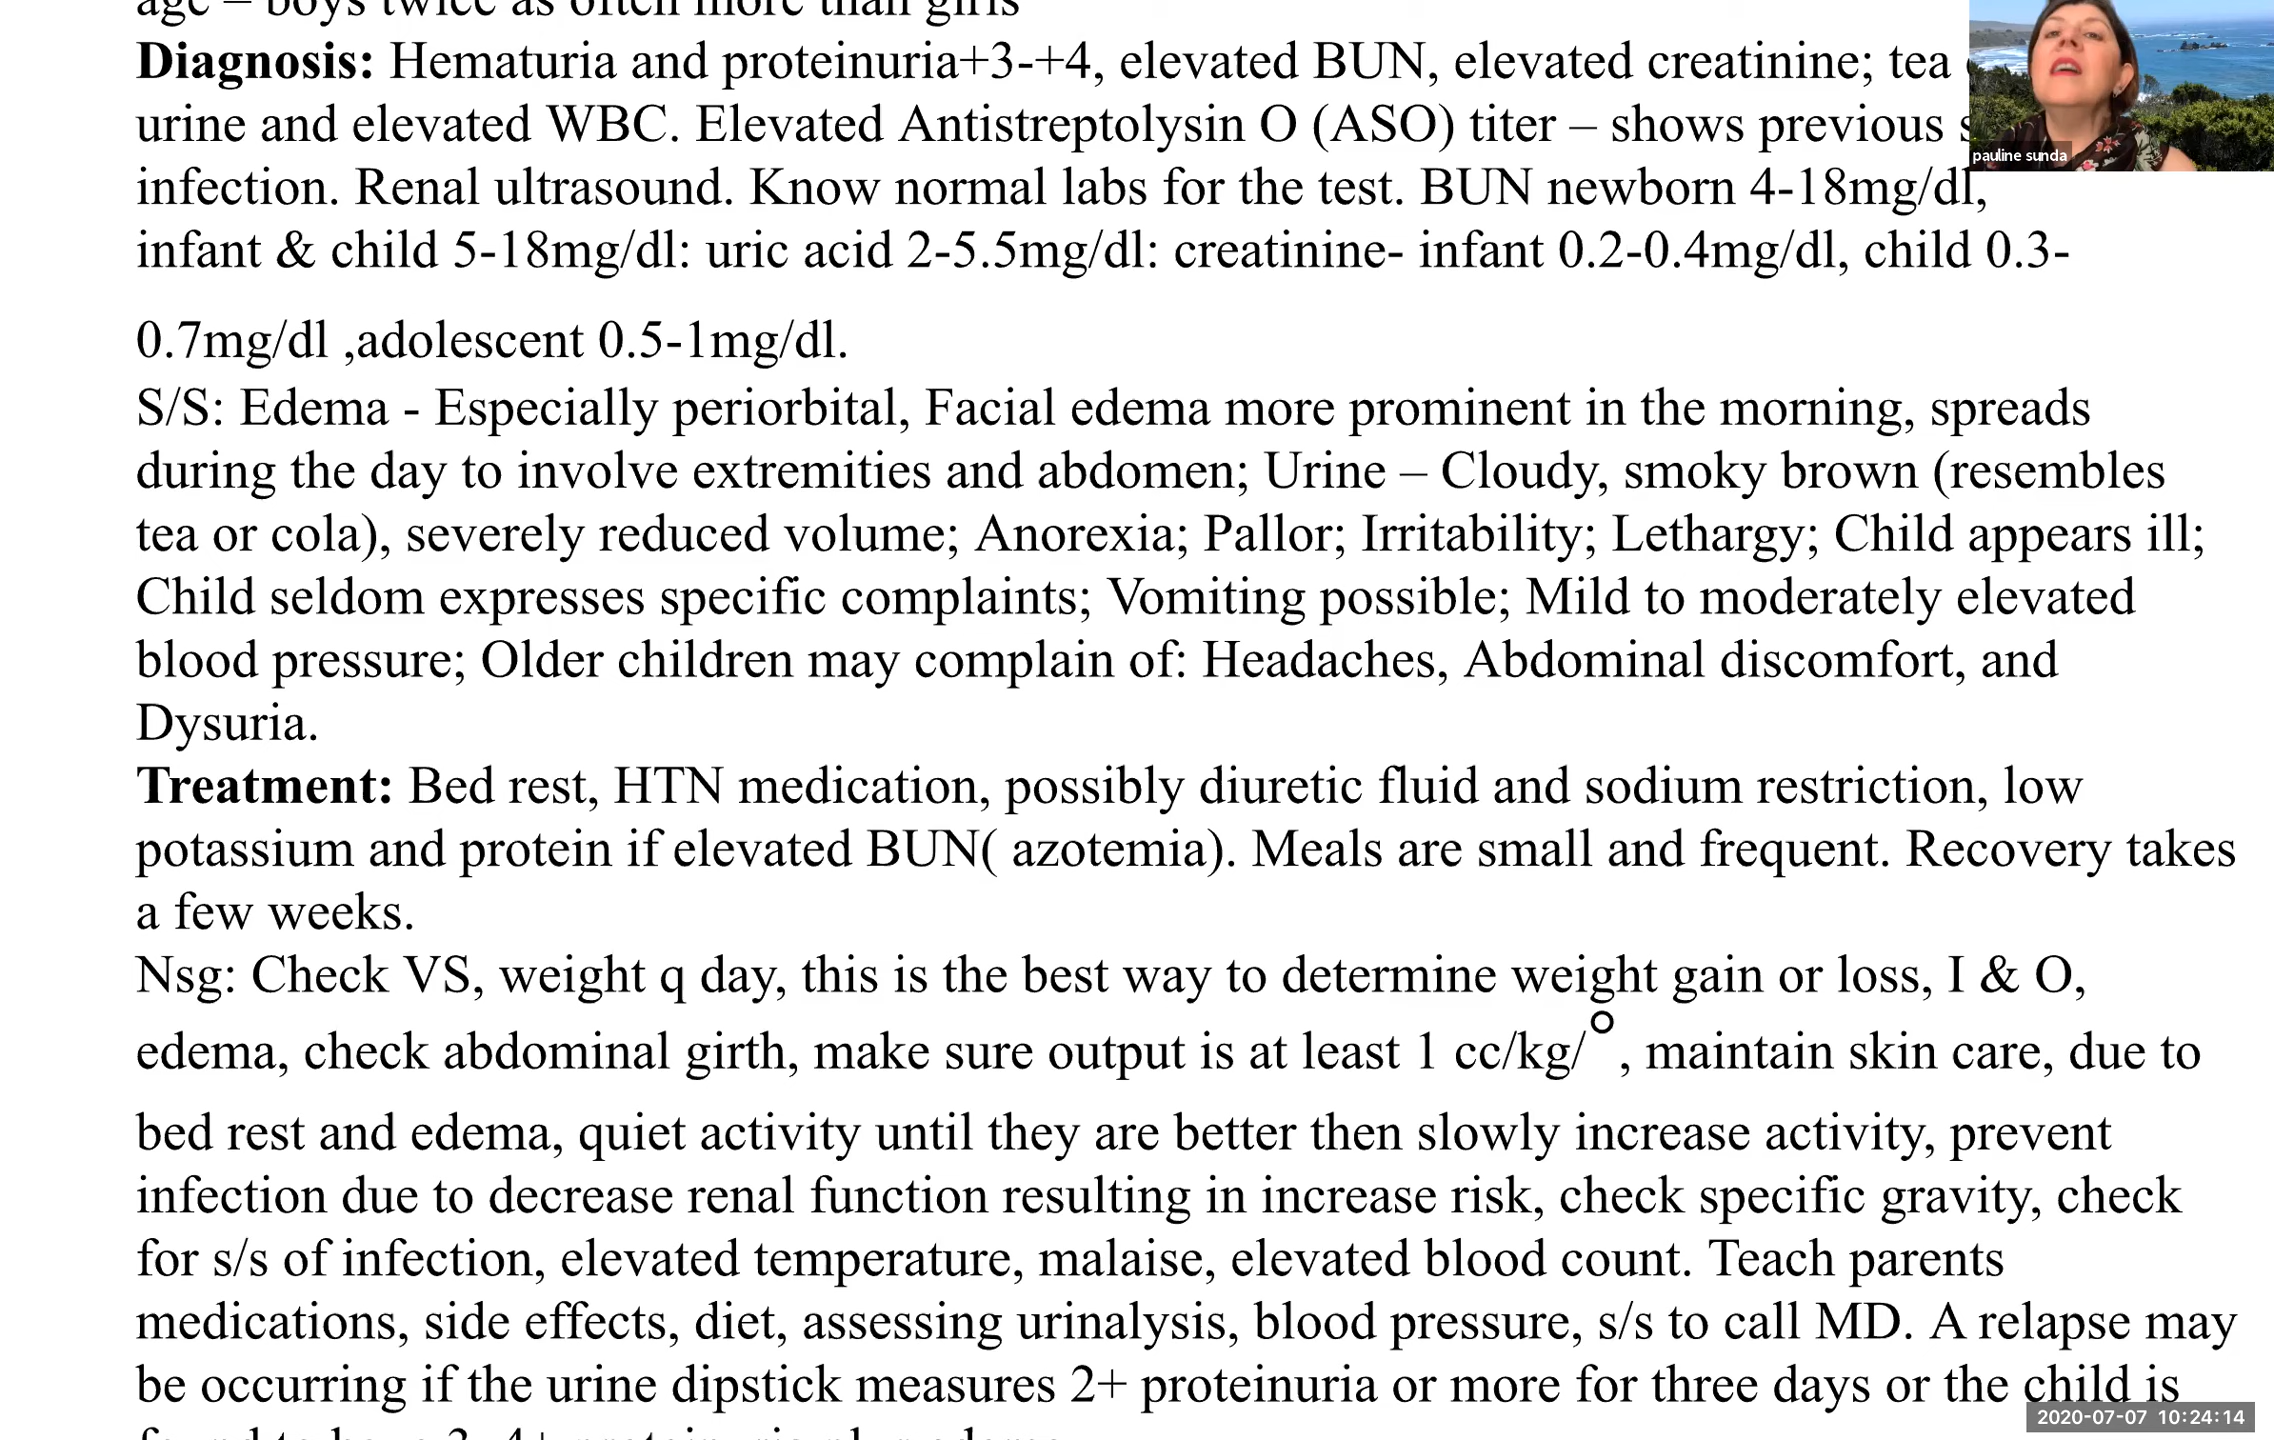 age – boys twice as often more than girls
Diagnosis: Hematuria and proteinuria+3-+4, elevated BUN, elevated creatinine; tea
urine and elevated WBC. Elevated Antistreptolysin O (ASO) titer – shows previous
infection. Renal ultrasound. Know normal labs for the test. BUN newborn 4-18mg/dl,
infant & child 5-18mg/dl: uric acid 2-5.5mg/dl: creatinine- infant 0.2-0.4mg/dl, child 0.3-
0.7mg/dl ,adolescent 0.5-1mg/dl.
S/S: Edema - Especially periorbital, Facial edema more prominent in the morning, spreads
during the day to involve extremities and abdomen; Urine – Cloudy, smoky brown (resembles
tea or cola), severely reduced volume; Anorexia; Pallor; Irritability; Lethargy; Child appears ill;
Child seldom expresses specific complaints; Vomiting possible; Mild to moderately elevated
blood pressure; Older children may complain of: Headaches, Abdominal discomfort, and
Dysuria.
Treatment: Bed rest, HTN medication, possibly diuretic fluid and sodium restriction, low
potassium and protein if elevated BUN( azotemia). Meals are small and frequent. Recovery takes
a few weeks.
Nsg: Check VS, weight q day, this is the best way to determine weight gain or loss, I & O,
edema, check abdominal girth, make sure output is at least 1 cc/kg/°, maintain skin care, due to
bed rest and edema, quiet activity until they are better then slowly increase activity, prevent
infection due to decrease renal function resulting in increase risk, check specific gravity, check
for s/s of infection, elevated temperature, malaise, elevated blood count. Teach parents
medications, side effects, diet, assessing urinalysis, blood pressure, s/s to call MD. A relapse may
be occurring if the urine dipstick measures 2+ proteinuria or more for three days or the child is
pauline sunda
2020-07-07 10:24:14